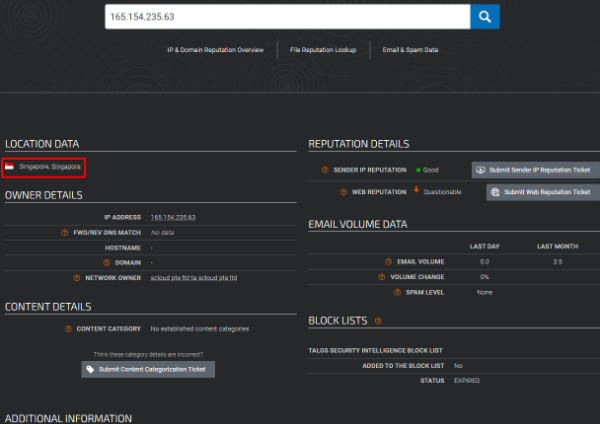 165.154.235.63
IP & Domain Reputation Overview
File Reputation Lookup
Email & Spam Data
LOCATION DATA
Singapore, Singapore
OWNER DETAILS
IP ADDRESS 165.154.235.63
FWD/REV DNS MATCH No data
HOSTNAME -
DOMAIN -
NETWORK OWNER scloud pte ltd ta scloud pte ltd
CONTENT DETAILS
CONTENT CATEGORY No established content categories
Think these category details are incorrect?
Submit Content Categorization Ticket
ADDITIONAL INFORMATION
REPUTATION DETAILS
SENDER IP REPUTATION Good Submit Sender IP Reputation Ticket
WEB REPUTATION Questionable Submit Web Reputation Ticket
EMAIL VOLUME DATA
LAST DAY LAST MONTH
EMAIL VOLUME 0.0 3.5
VOLUME CHANGE 0%
SPAM LEVEL None
BLOCK LISTS
TALOS SECURITY INTELLIGENCE BLOCK LIST
ADDED TO THE BLOCK LIST No
STATUS EXPIRED